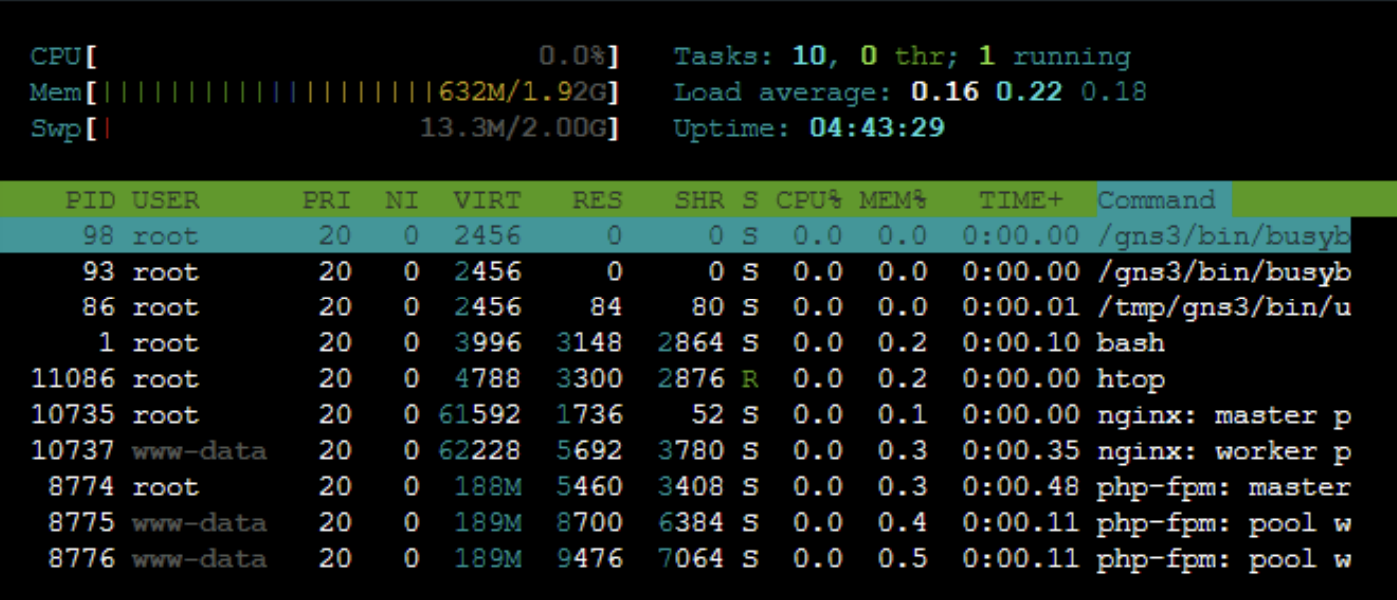 CPU[ 0.0%] Tasks: 10, 0 thr; 1 running
Mem[||||||||||||||||||||632M/1.92G] Load average: 0.16 0.22 0.18
Swp[| 13.3M/2.00G] Uptime: 04:43:29
PID USER PRI NI VIRT RES SHR S CPU% MEM% TIME+ Command
98 root 20 0 2456 0 0 S 0.0 0.0 0:00.00 /gns3/bin/busyb
93 root 20 0 2456 0 0 S 0.0 0.0 0:00.00 /gns3/bin/busyb
86 root 20 0 2456 84 80 S 0.0 0.0 0:00.01 /tmp/gns3/bin/u
1 root 20 0 3996 3148 2864 S 0.0 0.2 0:00.10 bash
11086 root 20 0 4788 3300 2876 R 0.0 0.2 0:00.00 htop
10735 root 20 0 61592 1736 52 S 0.0 0.1 0:00.00 nginx: master p
10737 www-data 20 0 62228 5692 3780 S 0.0 0.3 0:00.35 nginx: worker p
8774 root 20 0 188M 5460 3408 S 0.0 0.3 0:00.48 php-fpm: master
8775 www-data 20 0 189M 8700 6384 S 0.0 0.4 0:00.11 php-fpm: pool w
8776 www-data 20 0 189M 9476 7064 S 0.0 0.5 0:00.11 php-fpm: pool w